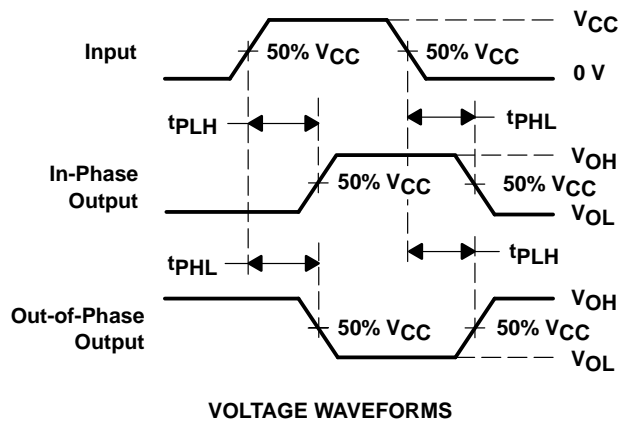 VCC
Input
50% VCC
50% VCC
0 V
tPLH
tPHL
VOH
In-Phase
Output
50% VCC
50% VCC
VOL
tPHL
tPLH
VOH
Out-of-Phase
Output
50% VCC
50% VCC
VOL
VOLTAGE WAVEFORMS